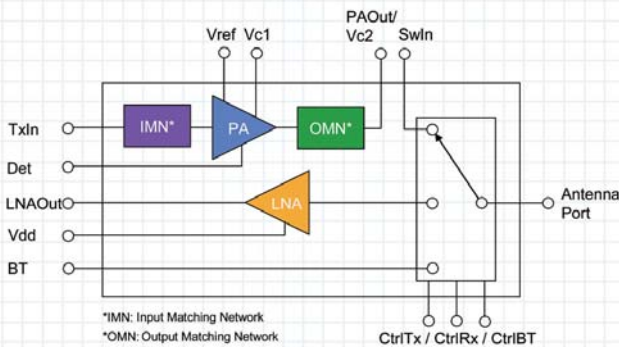 PAOut/
Vref Vc1 Vc2 SwIn
TxIn IMN* PA OMN*
Det
LNAOut LNA Antenna
Port
Vdd
BT
*IMN: Input Matching Network
*OMN: Output Matching Network
CtrlTx / CtrlRx / CtrlBT